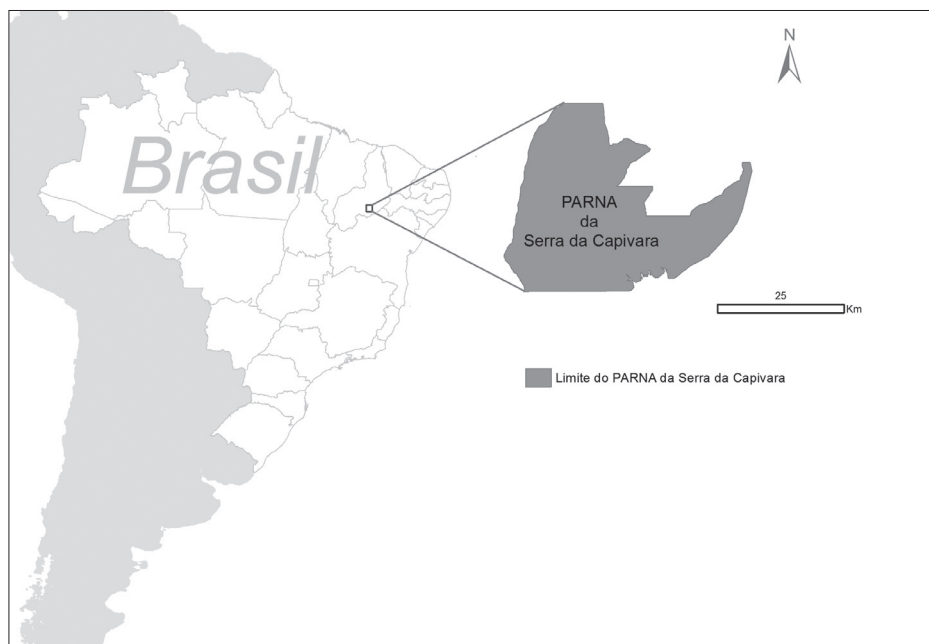 N
Brasil
PARNA
da
Serra da Capivara
25
Km
Limite do PARNA da Serra da Capivara